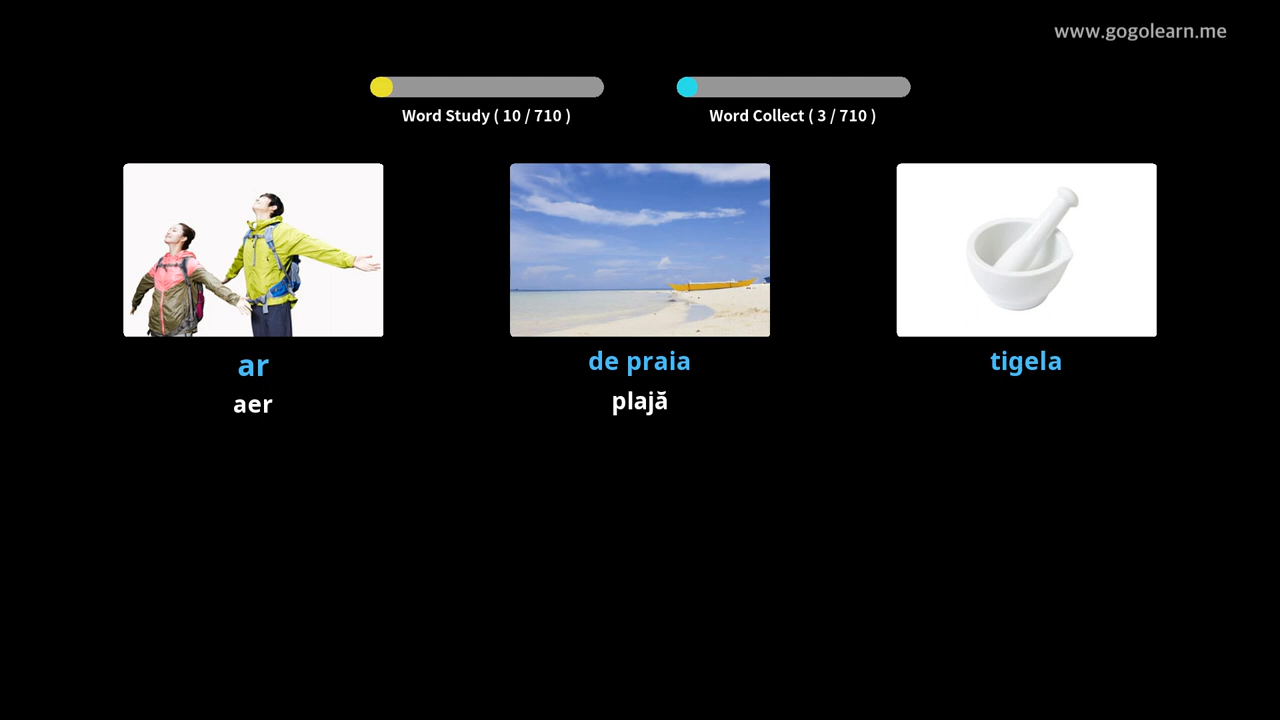 www.gogolearn.me
Word Study ( 10 / 710 )
Word Collect ( 3 / 710 )
ar
aer
de praia
plajă
tigela